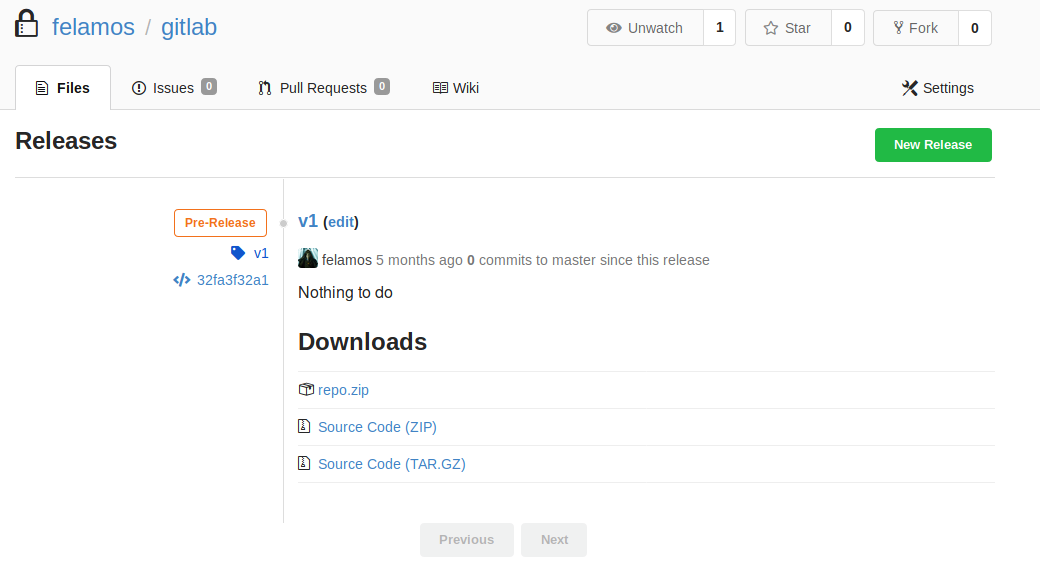 felamos / gitlab
Unwatch 1 Star 0 Fork 0
Files Issues 0 Pull Requests 0 Wiki Settings
Releases New Release
Pre-Release
v1
32fa3f32a1
v1 (edit)
felamos 5 months ago 0 commits to master since this release
Nothing to do
Downloads
repo.zip
Source Code (ZIP)
Source Code (TAR.GZ)
Previous Next